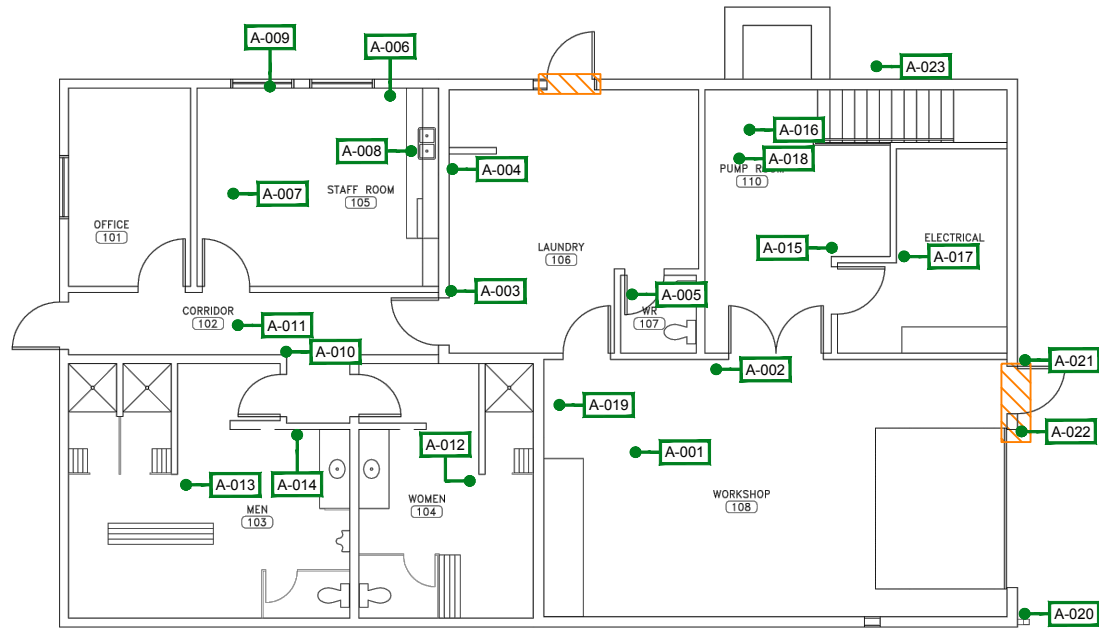 A-009
A-006
A-023
A-016
A-008
A-018
A-004
PUMP
110
A-007
STAFF ROOM
105
OFFICE
101
LAUNDRY
106
A-015
ELECTRICAL
A-017
A-003
A-005
WR
107
CORRIDOR
102
A-011
A-010
A-021
A-002
A-019
A-022
A-012
A-001
A-013
A-014
MEN
103
WOMEN
104
WORKSHOP
108
A-020